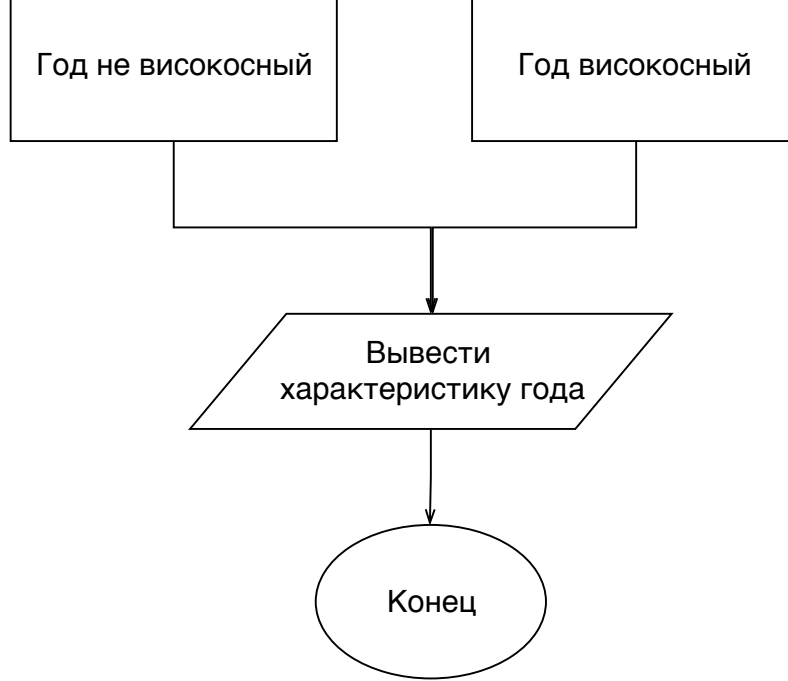 Год не високосный
Год високосный
Вывести
характеристику года
Конец